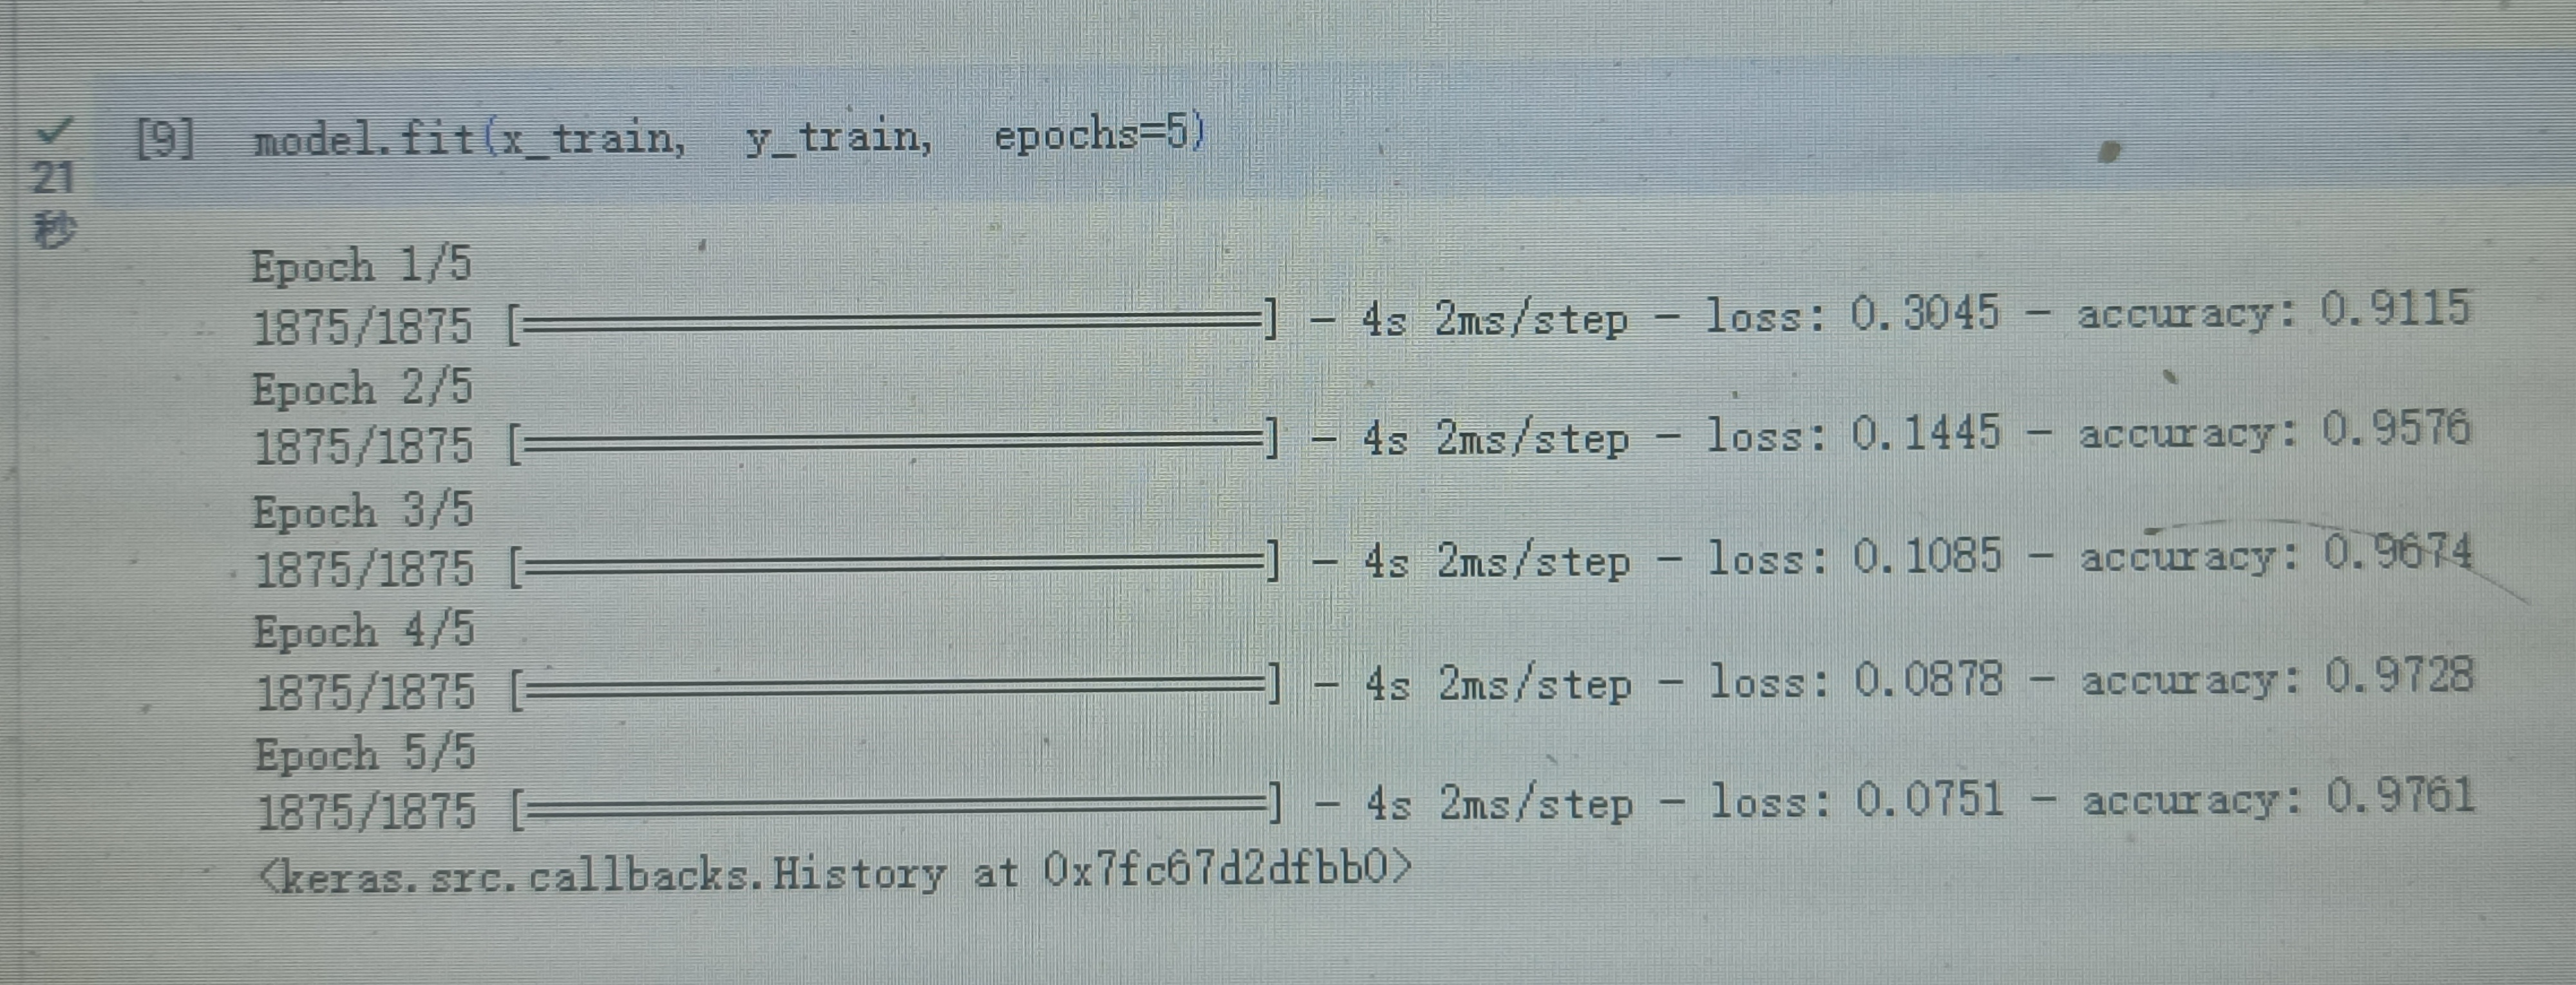 [9] model.fit(x_train, y_train, epochs=5)
21
秒
Epoch 1/5
1875/1875 [==============================] - 4s 2ms/step - loss: 0.3045 - accuracy: 0.9115
Epoch 2/5
1875/1875 [==============================] - 4s 2ms/step - loss: 0.1445 - accuracy: 0.9576
Epoch 3/5
1875/1875 [==============================] - 4s 2ms/step - loss: 0.1085 - accuracy: 0.9674
Epoch 4/5
1875/1875 [==============================] - 4s 2ms/step - loss: 0.0878 - accuracy: 0.9728
Epoch 5/5
1875/1875 [==============================] - 4s 2ms/step - loss: 0.0751 - accuracy: 0.9761
<keras.src.callbacks.History at 0x7fc67d2dfbb0>